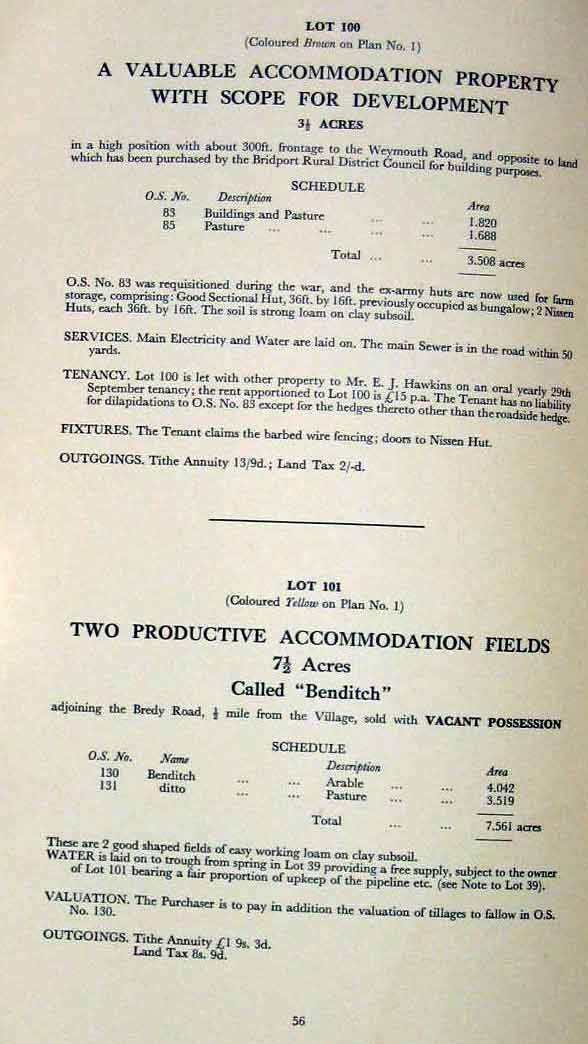 LOT 100
(Coloured Brown on Plan No. 1)
A VALUABLE ACCOMMODATION PROPERTY
WITH SCOPE FOR DEVELOPMENT
3½ ACRES
in a high position with about 300ft. frontage to the Weymouth Road, and opposite to land
which has been purchased by the Bridport Rural District Council for building purposes.
SCHEDULE
O.S. No. Description Area
83 Buildings and Pasture ... ... 1.820
85 Pasture ... ... ... ... 1.688
Total ... ... 3.508 acres
O.S. No. 83 was requisitioned during the war, and the ex-army huts are now used for farm
storage, comprising: Good Sectional Hut, 36ft. by 16ft. previously occupied as bungalow; 2 Nissen
Huts, each 36ft. by 16ft. The soil is strong loam on clay subsoil.
SERVICES. Main Electricity and Water are laid on. The main Sewer is in the road within 50
yards.
TENANCY. Lot 100 is let with other property to Mr. E. J. Hawkins on an oral yearly 29th
September tenancy; the rent apportioned to Lot 100 is £15 p.a. The Tenant has no liability
for dilapidations to O.S. No. 83 except for the hedges thereto other than the roadside hedge.
FIXTURES. The Tenant claims the barbed wire fencing; doors to Nissen Hut.
OUTGOINGS. Tithe Annuity 13/9d.; Land Tax 2/-d.
LOT 101
(Coloured Yellow on Plan No. 1)
TWO PRODUCTIVE ACCOMMODATION FIELDS
7½ Acres
Called "Benditch"
adjoining the Bredy Road, ½ mile from the Village, sold with VACANT POSSESSION
SCHEDULE
O.S. No. Name Description Area
130 Benditch ... ... Arable ... ... 4.042
131 ditto ... ... Pasture ... ... 3.519
Total ... ... 7.561 acres
These are 2 good shaped fields of easy working loam on clay subsoil.
WATER is laid on to trough from spring in Lot 39 providing a free supply, subject to the owner
of Lot 101 bearing a fair proportion of upkeep of the pipeline etc. (see Note to Lot 39).
VALUATION. The Purchaser is to pay in addition the valuation of tillages to fallow in O.S.
No. 130.
OUTGOINGS. Tithe Annuity £1 9s. 3d.
Land Tax 8s. 9d.
56